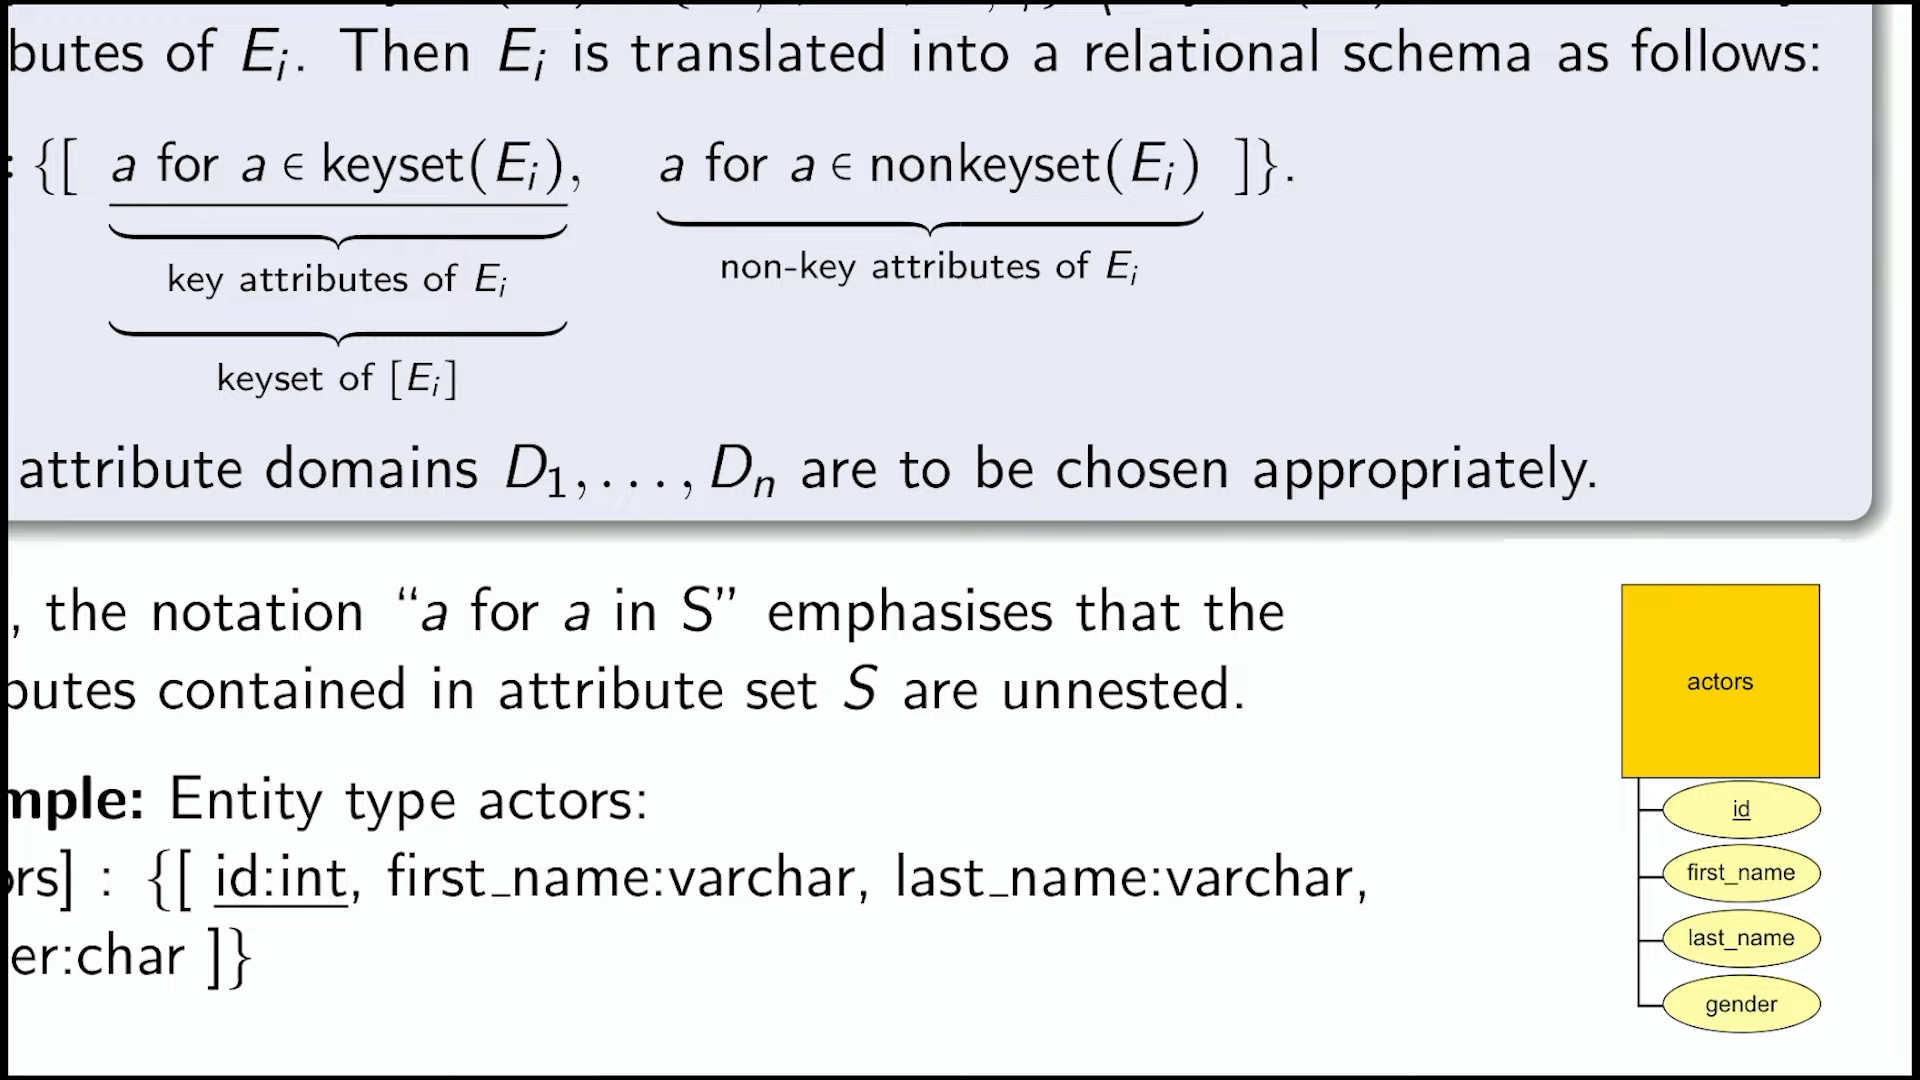 butes of Ei. Then Ei is translated into a relational schema as follows:
: {[ a for a ∈ keyset(Ei), a for a ∈ nonkeyset(Ei) ]}.
key attributes of Ei
non-key attributes of Ei
keyset of [Ei]
attribute domains D1, . . . , Dn are to be chosen appropriately.
, the notation “a for a in S” emphasises that the
butes contained in attribute set S are unnested.
mple: Entity type actors:
ors] : {[ id:int, first_name:varchar, last_name:varchar,
er:char ]}
actors
id
first_name
last_name
gender